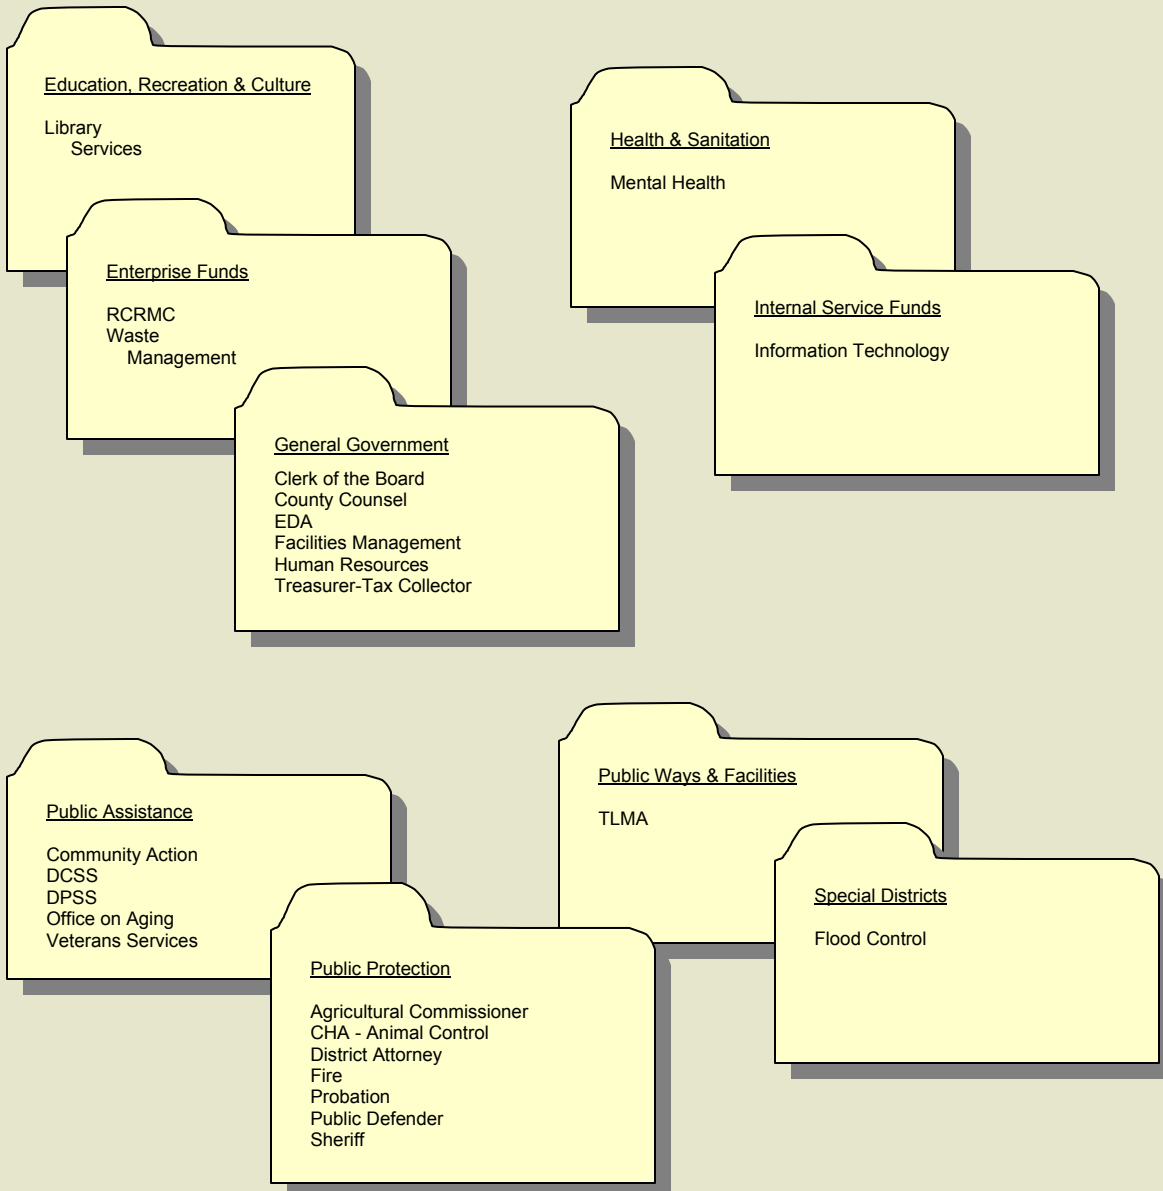 Education, Recreation & Culture
Library
Services
Enterprise Funds
RCRMC
Waste
Management
General Government
Clerk of the Board
County Counsel
EDA
Facilities Management
Human Resources
Treasurer-Tax Collector
Health & Sanitation
Mental Health
Internal Service Funds
Information Technology
Public Assistance
Community Action
DCSS
DPSS
Office on Aging
Veterans Services
Public Protection
Agricultural Commissioner
CHA - Animal Control
District Attorney
Fire
Probation
Public Defender
Sheriff
Public Ways & Facilities
TLMA
Special Districts
Flood Control